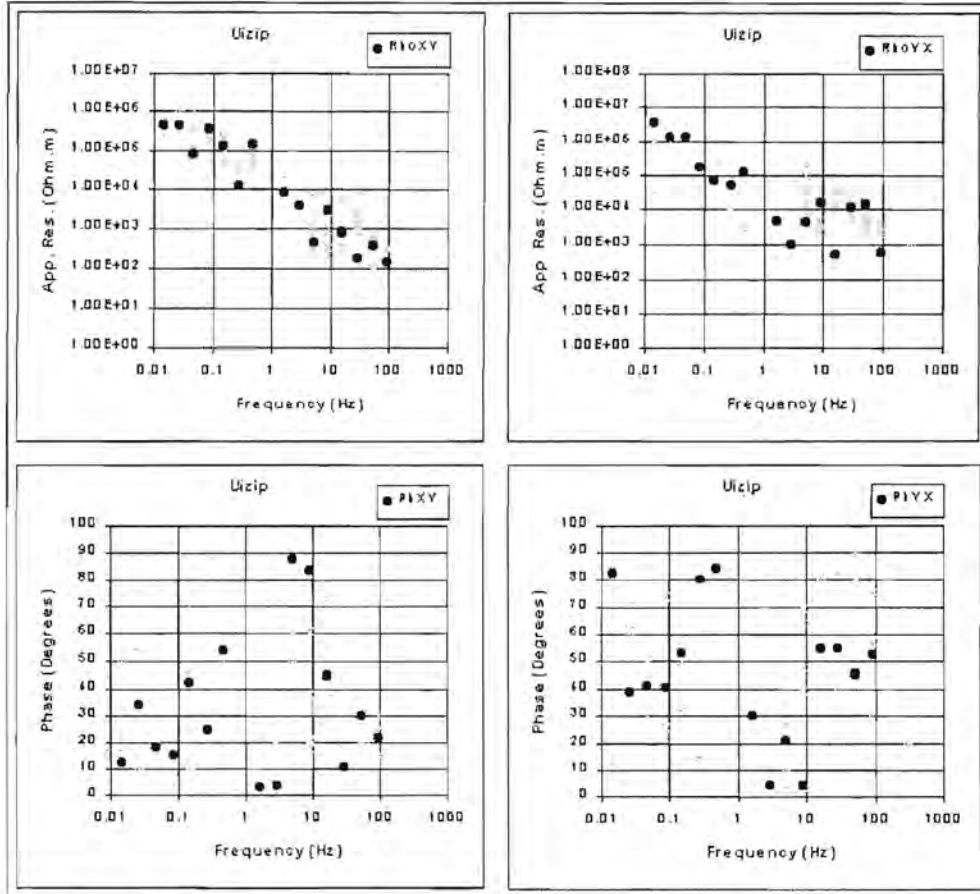 Uizip
RhoXY
1.00E+07
1.00E+06
1.00E+05
1.00E+04
1.00E+03
1.00E+02
1.00E+01
1.00E+00
App. Res. (Ohm.m)
0.01 0.1 1 10 100 1000
Frequency (Hz)
Uizip
RhoYX
1.00E+08
1.00E+07
1.00E+06
1.00E+05
1.00E+04
1.00E+03
1.00E+02
1.00E+01
1.00E+00
App Res. (Ohm.m)
0.01 0.1 1 10 100 1000
Frequency (Hz)
Uizip
PhXY
100
90
80
70
60
50
40
30
20
10
0
Phase (Degrees)
0.01 0.1 1 10 100 1000
Frequency (Hz)
Uizip
PhYX
100
90
80
70
60
50
40
30
20
10
0
Phase (Degrees)
0.01 0.1 1 10 100 1000
Frequency (Hz)